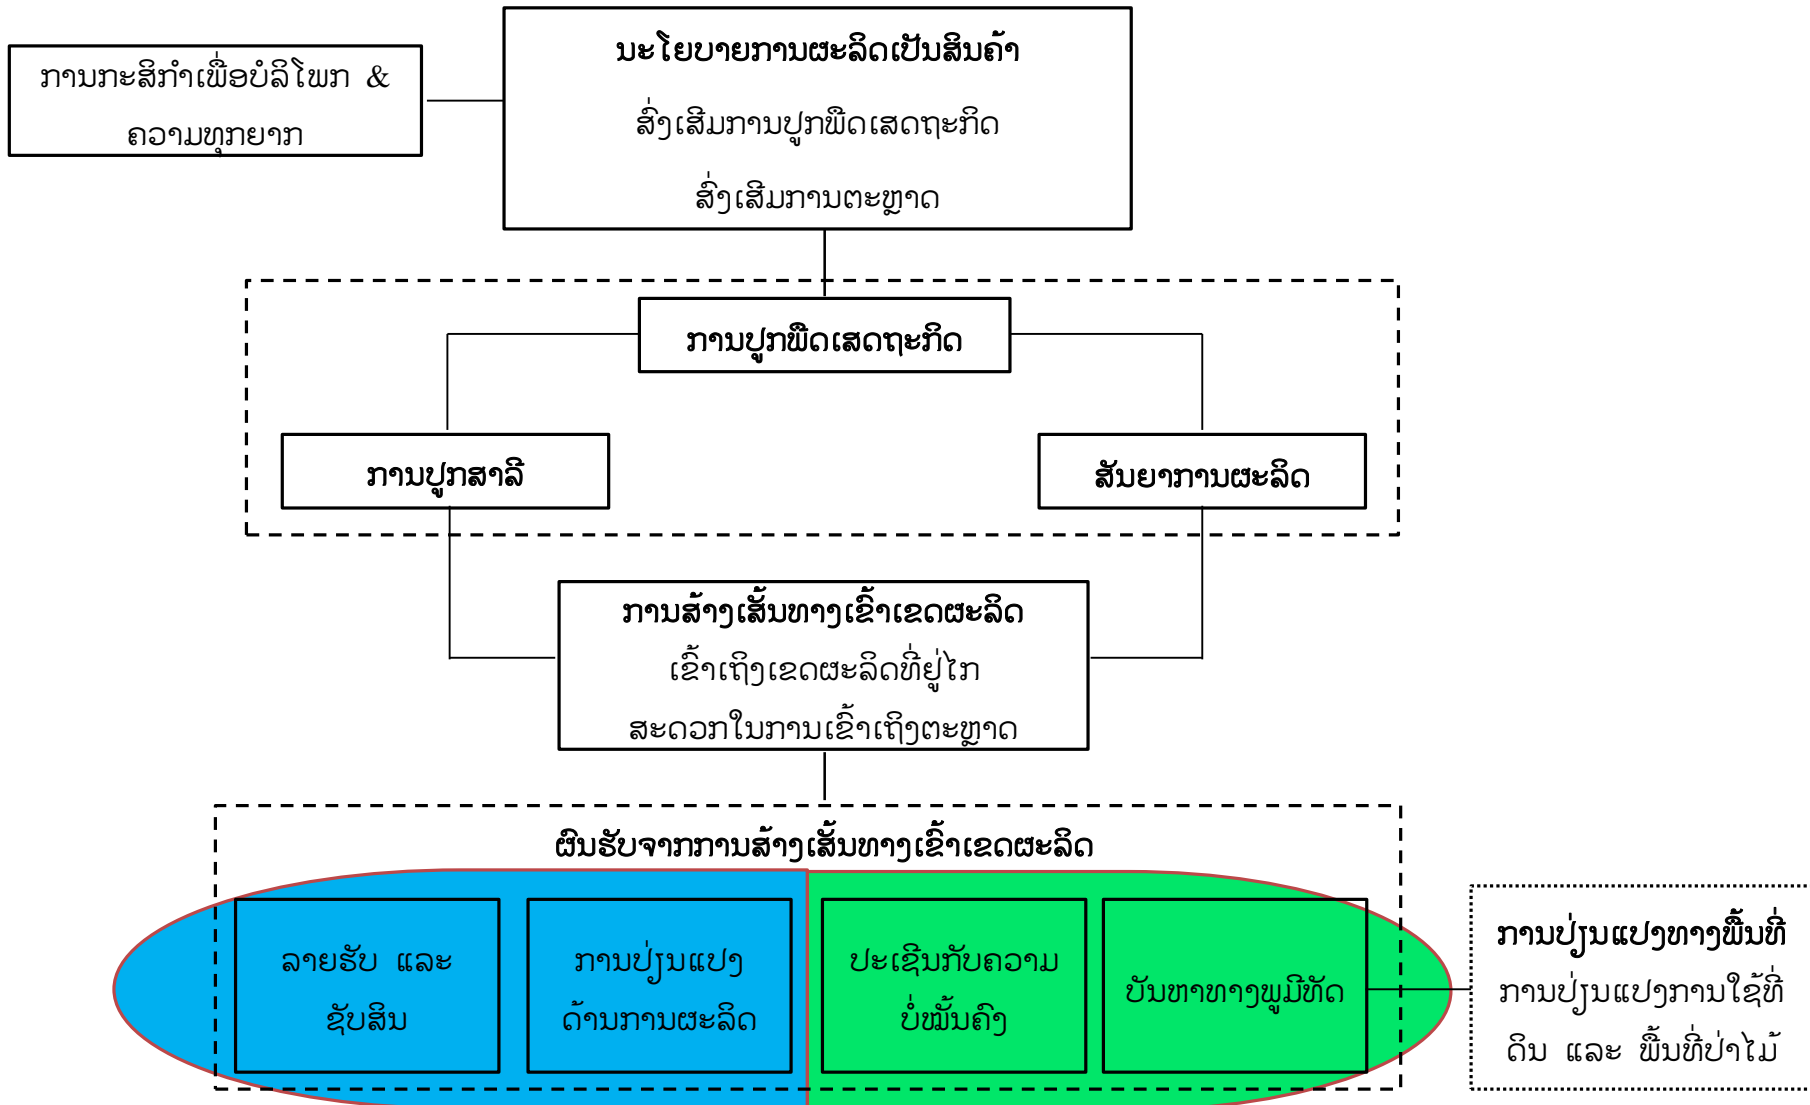 ການກະສິກຳເພື່ອບໍລິໂພກ &
ຄວາມທຸກຍາກ
ນະໂຍບາຍການຜະລິດເປັນສິນຄ້າ
ສົ່ງເສີມການປູກພືດເສດຖະກິດ
ສົ່ງເສີມການຕະຫຼາດ
ການປູກພືດເສດຖະກິດ
ການປູກສາລີ
ສັນຍາການຜະລິດ
ການສ້າງເສັ້ນທາງເຂົ້າເຂດຜະລິດ
ເຂົ້າເຖິງເຂດຜະລິດທີ່ຢູ່ໄກ
ສະດວກໃນການເຂົ້າເຖິງຕະຫຼາດ
ຜົນຮັບຈາກການສ້າງເສັ້ນທາງເຂົ້າເຂດຜະລິດ
ລາຍຮັບ ແລະ
ຊັບສິນ
ການປ່ຽນແປງ
ດ້ານການຜະລິດ
ປະເຊີນກັບຄວາມ
ບໍ່ໝັ້ນຄົງ
ບັນຫາທາງພູມີທັດ
ການປ່ຽນແປງທາງພື້ນທີ່
ການປ່ຽນແປງການໃຊ້ທີ່
ດິນ ແລະ ພື້ນທີ່ປ່າໄມ້